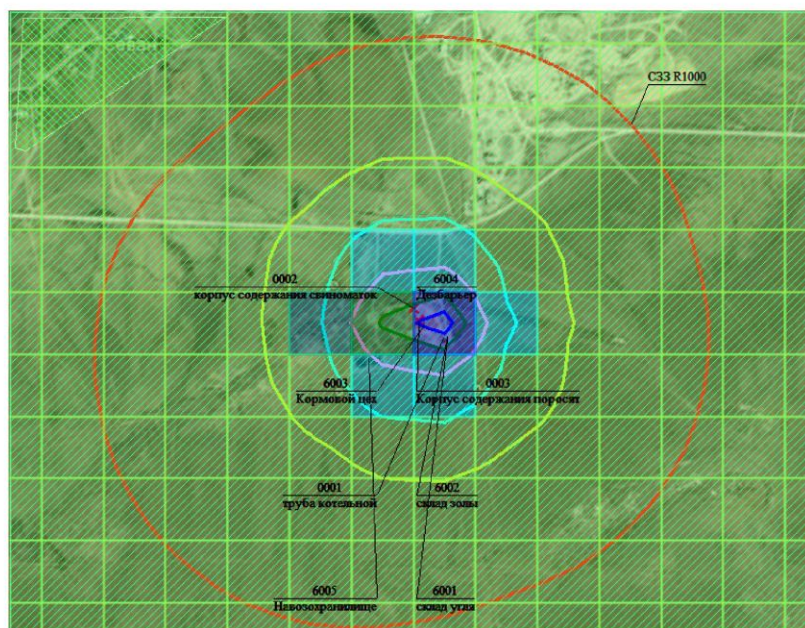 СЗЗ R1000
0002
корпус содержания свиноматок
6004
Дезбарьер
6003
Кормовой цех
0003
Корпус содержания поросят
0001
труба котельной
6002
склад золы
6005
Навозохранилище
6001
склад угля